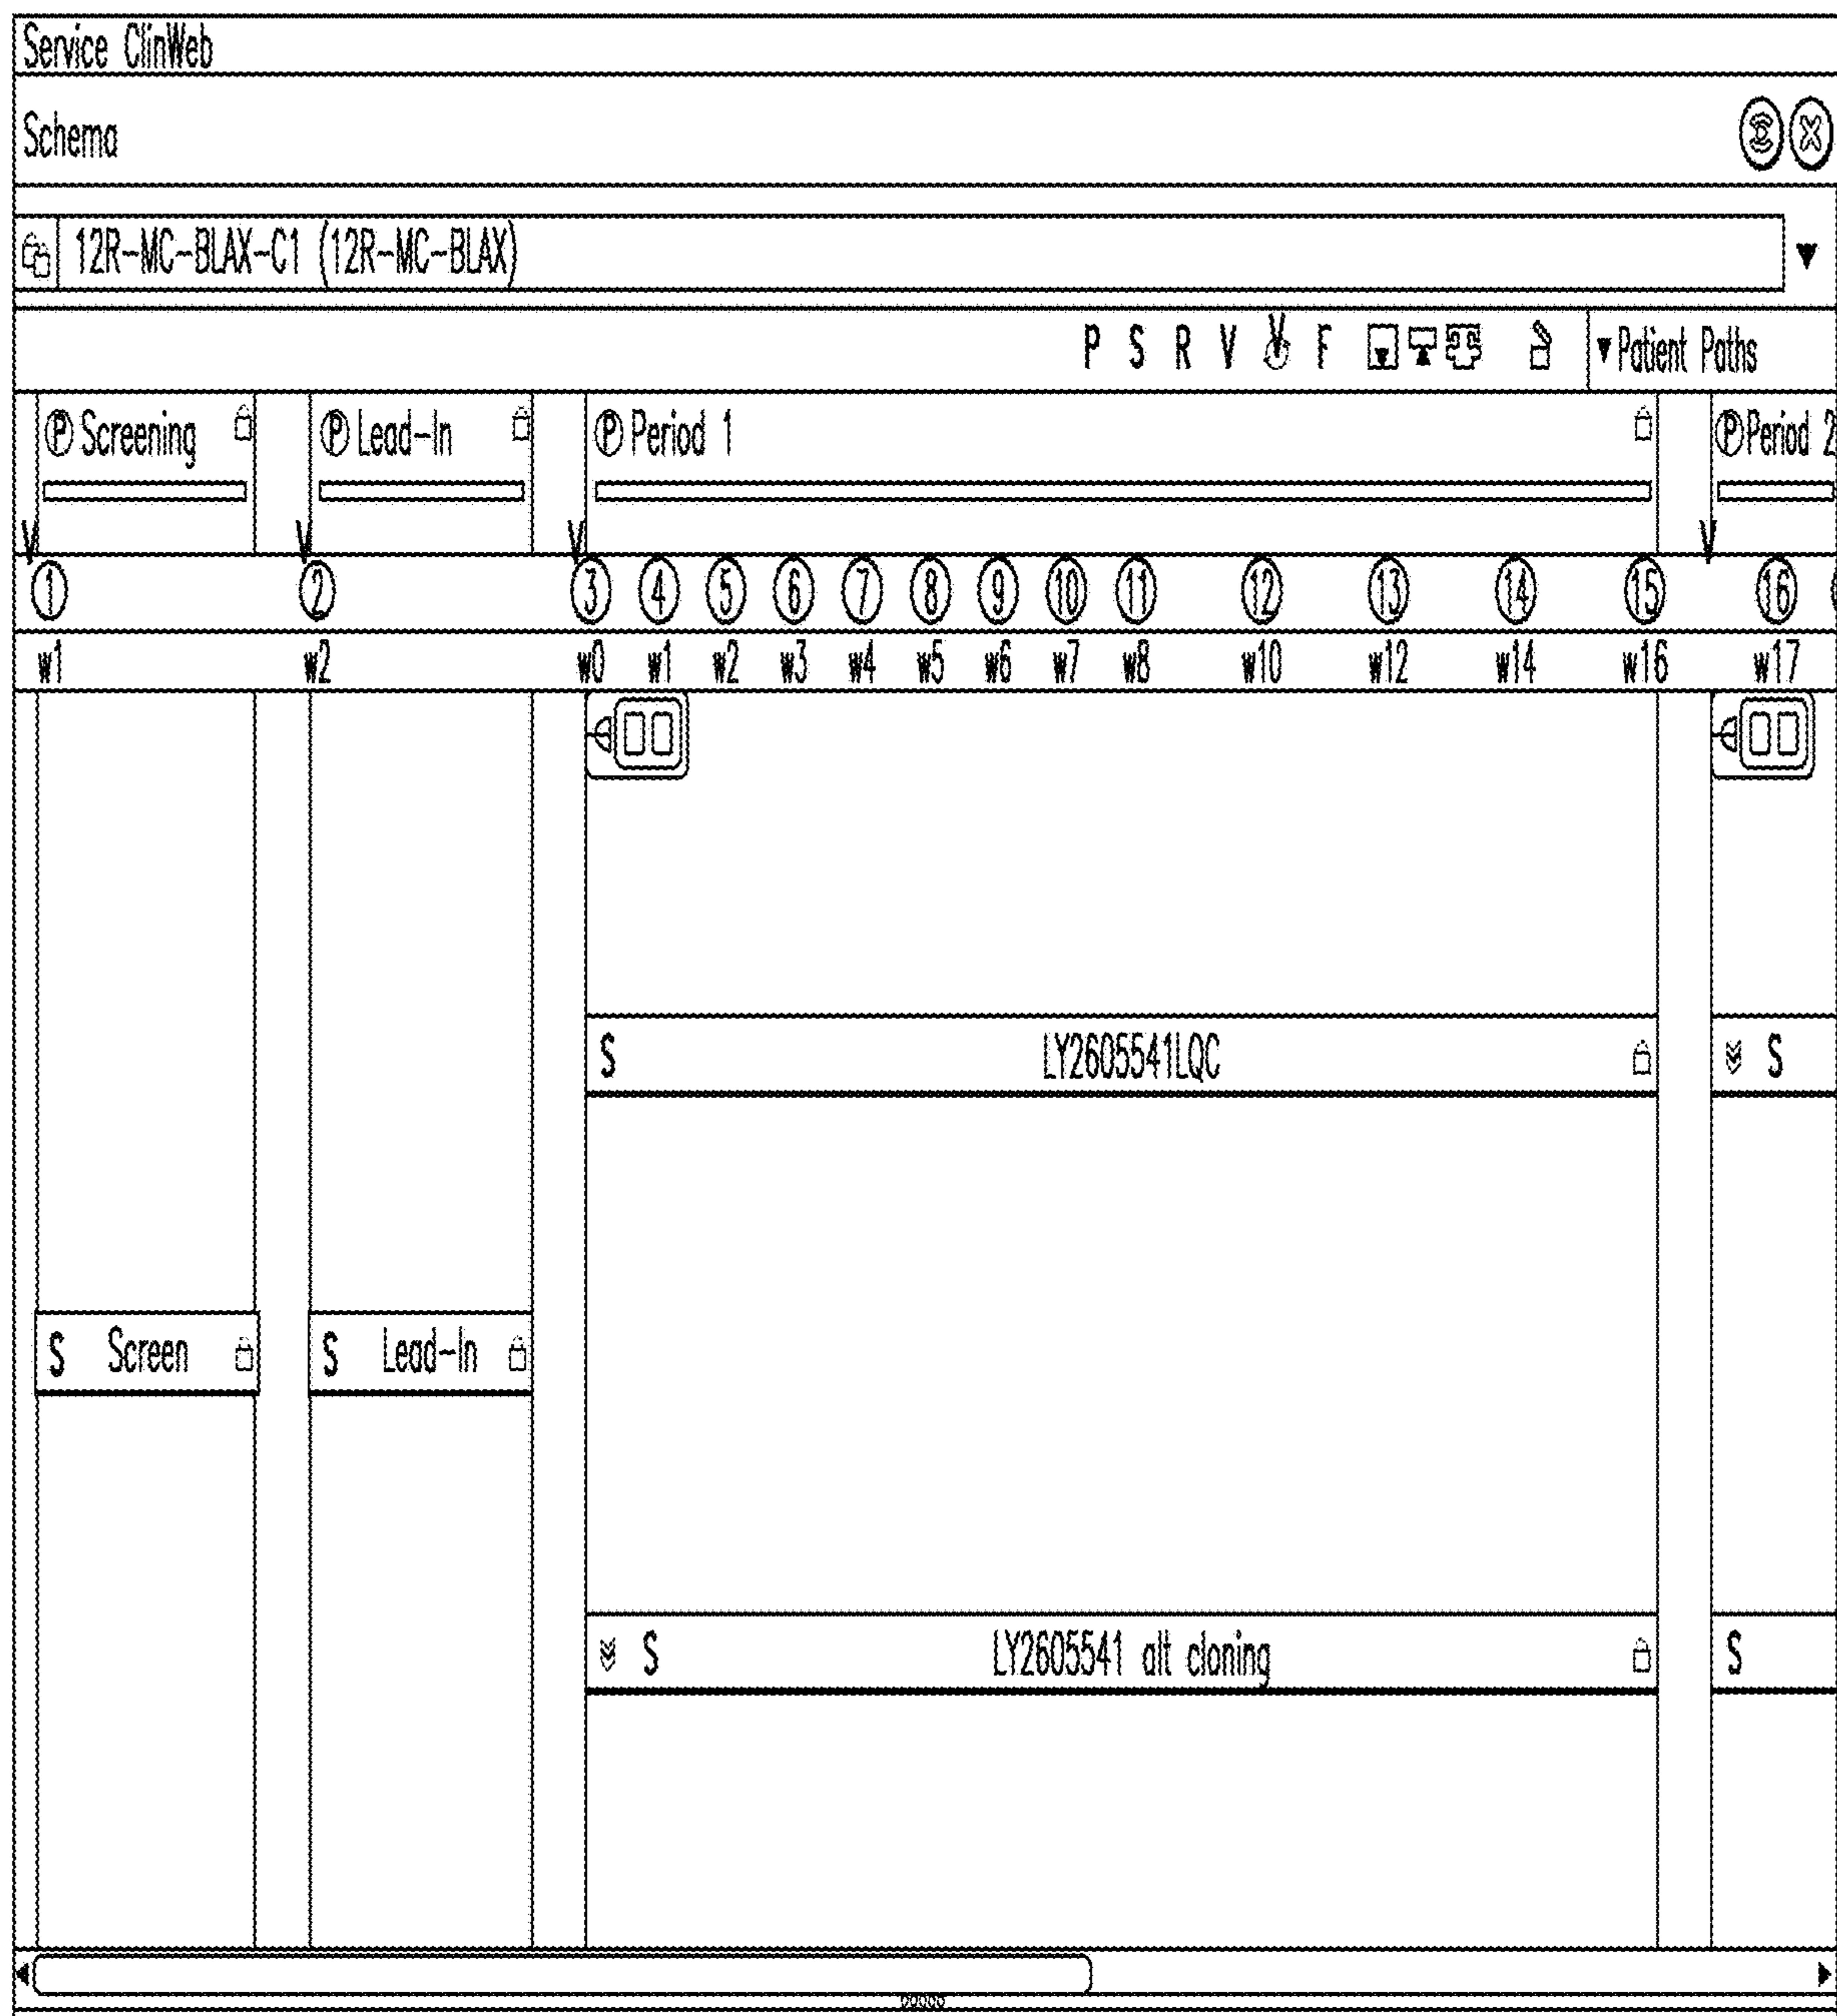 Service ClinWeb
Schema
12R-MC-BLAX-C1 (12R-MC-BLAX)
P S R V V F ▼Patient Paths
Ⓟ Screening Ⓟ Lead-In Ⓟ Period 1 Ⓟ Period 2
V V V V
1 2 3 4 5 6 7 8 9 10 11 12 13 14 15 16
w1 w2 w0 w1 w2 w3 w4 w5 w6 w7 w8 w10 w12 w14 w16 w17
S LY2605541LQC S
S Screen S Lead-In
S LY2605541 alt cloning S